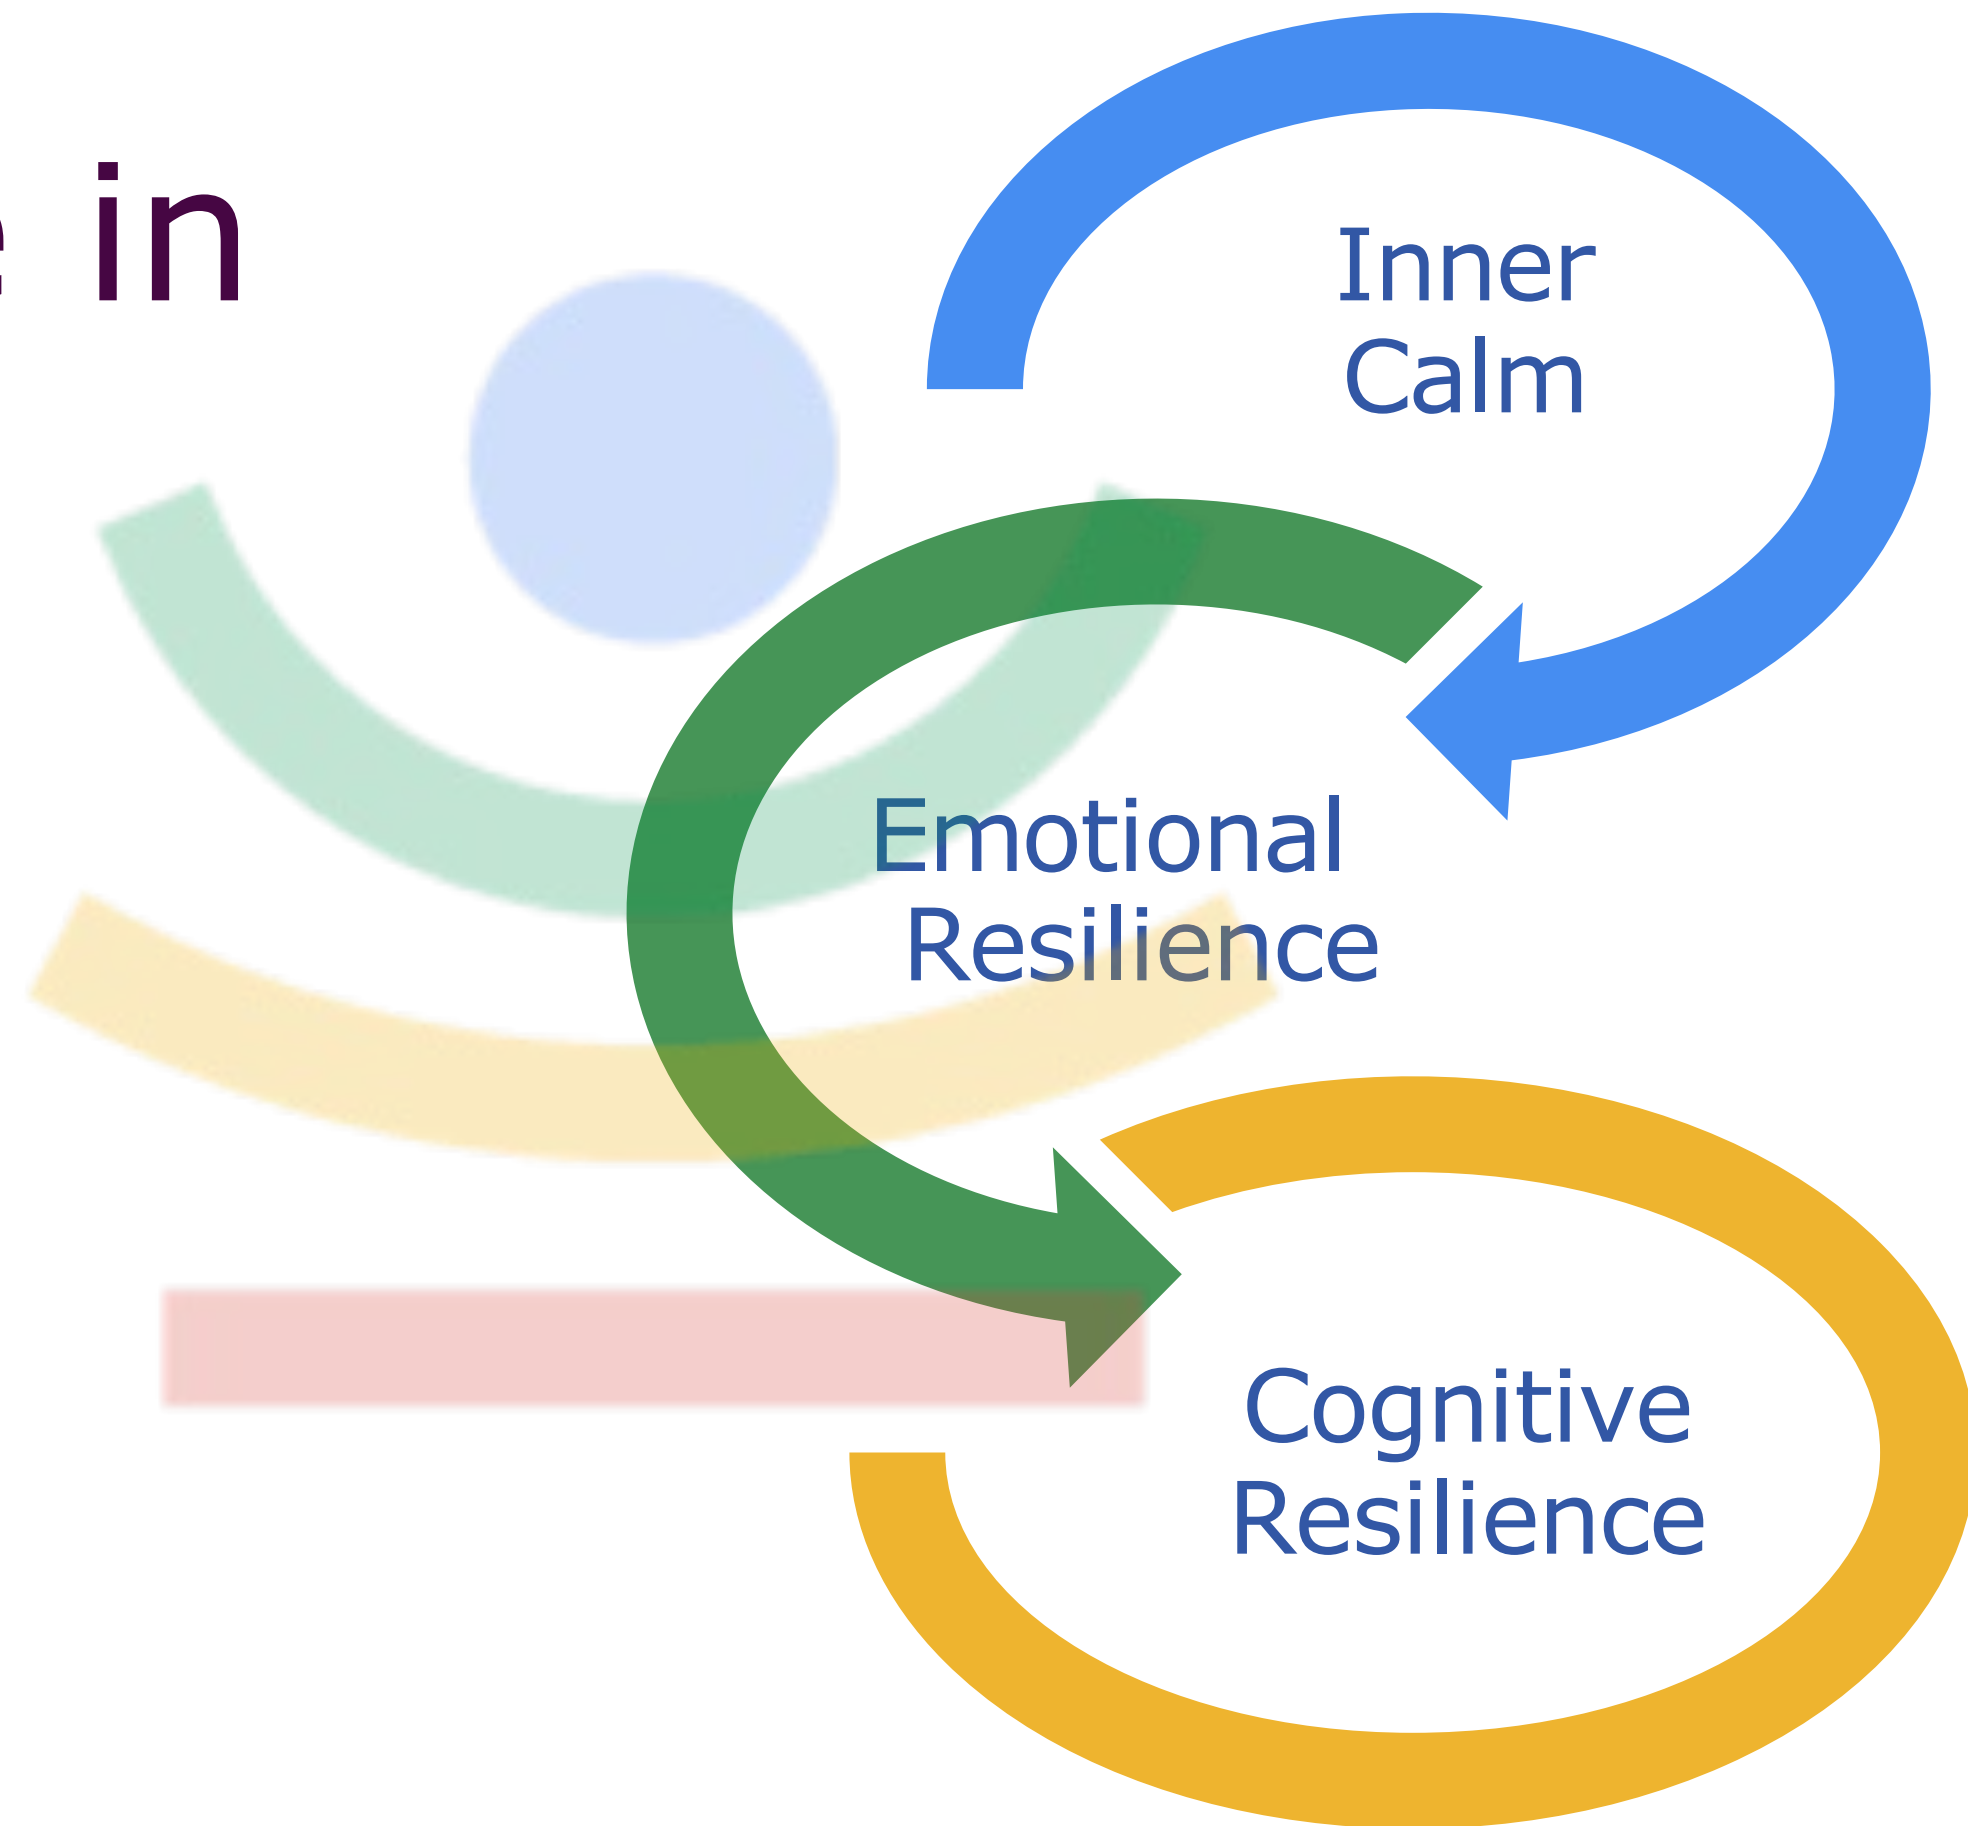 in
Inner
Calm
Emotional
Resilience
Cognitive
Resilience